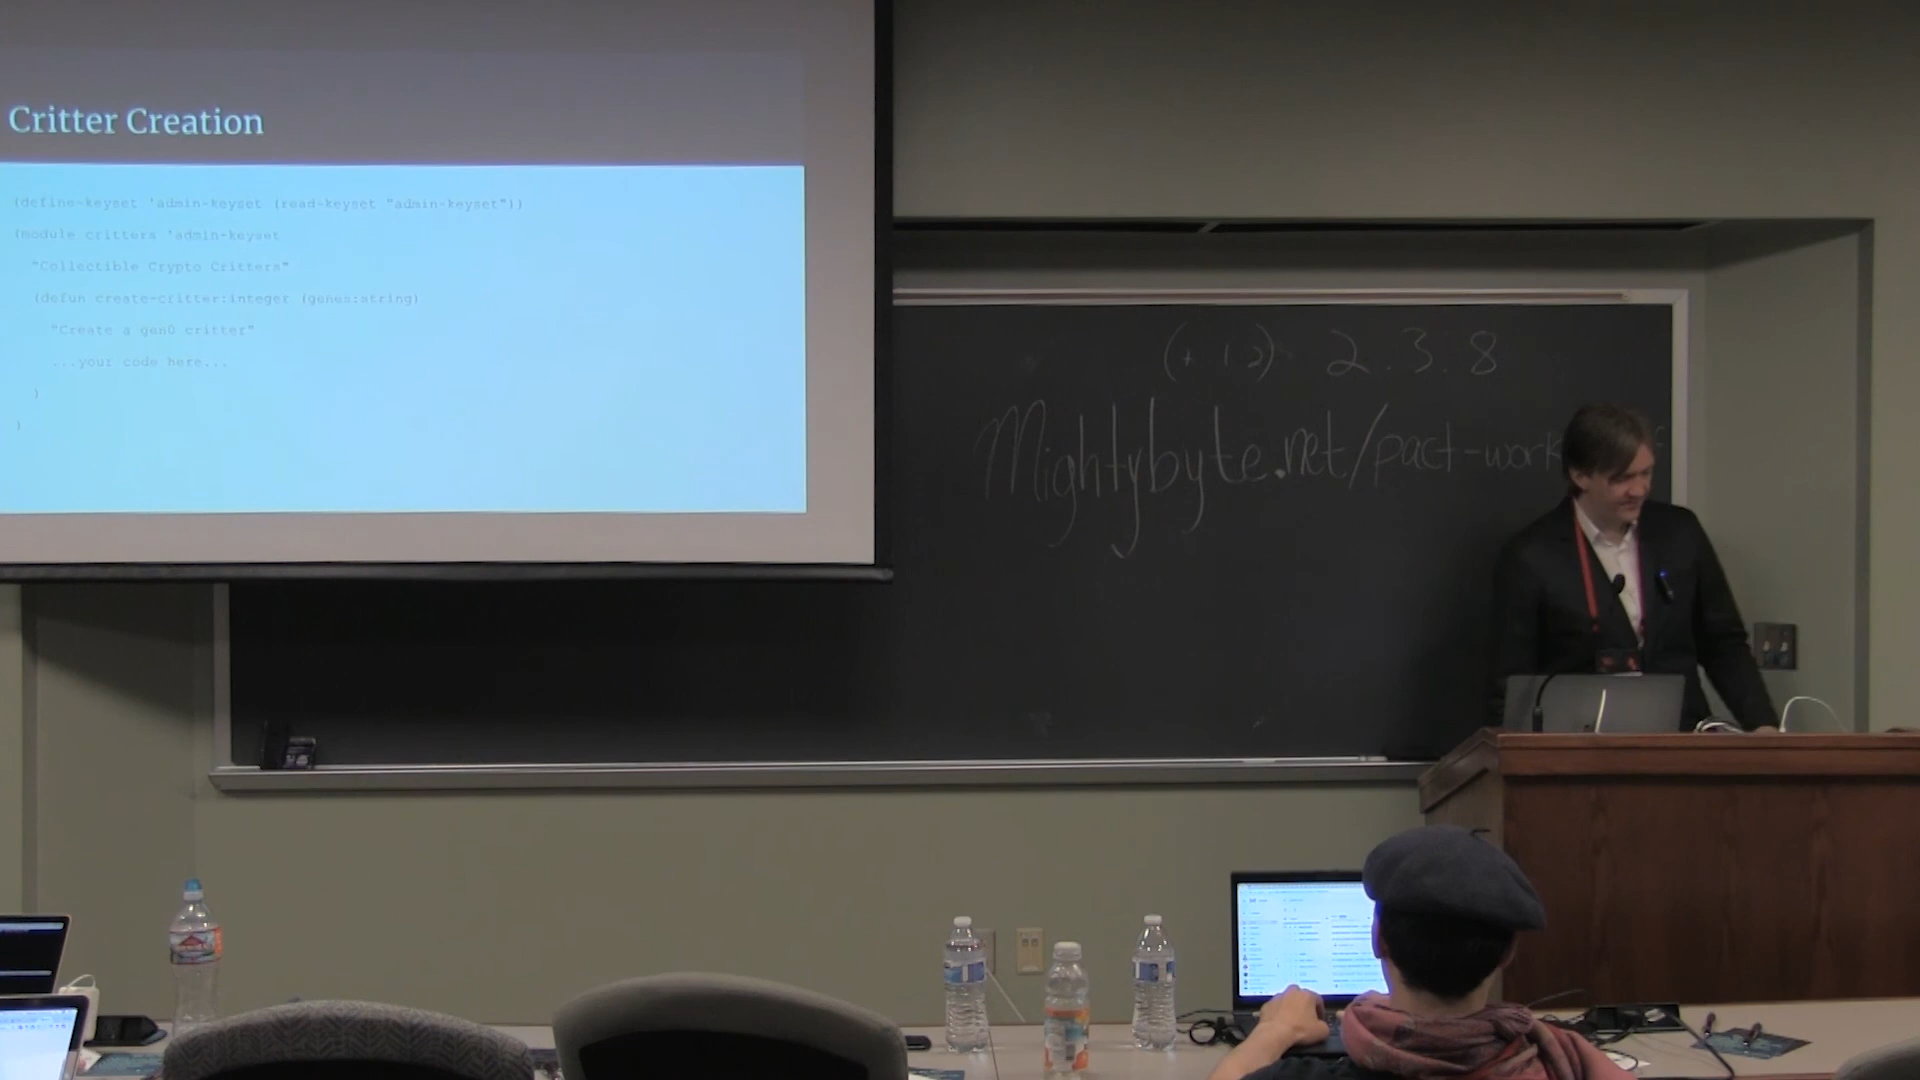 Critter Creation
(define-keyset 'admin-keyset (read-keyset "admin-keyset"))
(module critters 'admin-keyset
"Collectible Crypto Critters"
(defun create-critter:integer (genes:string)
"Create a gen0 critter"
...your code here...
)
)
(+ 1 2) 2.3.8
Mightybyte.net/pact-work